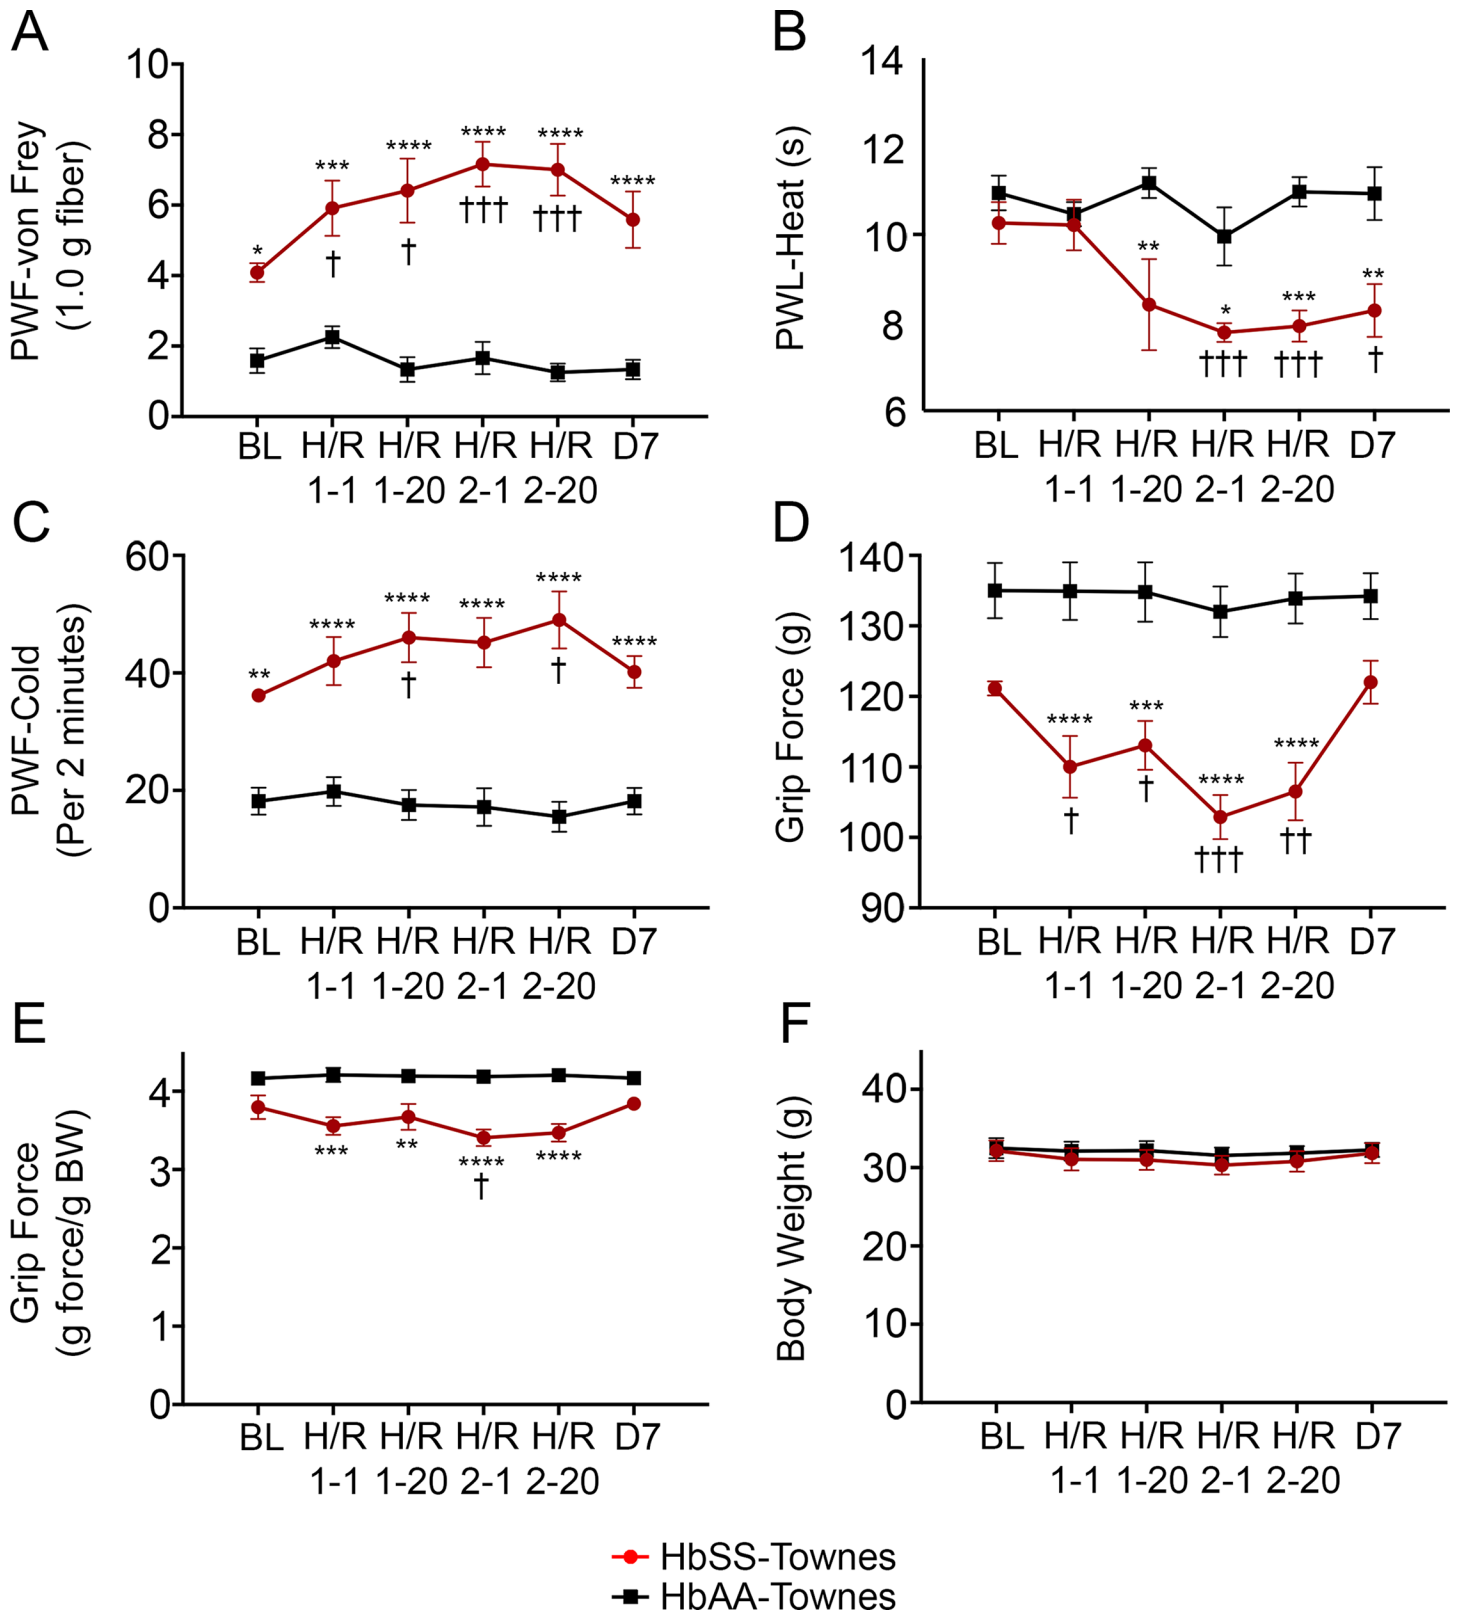 A
PWF-von Frey
(1.0 g fiber)
10
8
6
4
2
0
* *** **** **** **** ****
† † ††† †††
BL H/R H/R H/R H/R D7
1-1 1-20 2-1 2-20
B
PWL-Heat (s)
14
12
10
8
6
** * *** **
††† ††† †
BL H/R H/R H/R H/R D7
1-1 1-20 2-1 2-20
C
PWF-Cold
(Per 2 minutes)
60
40
20
0
** **** **** **** **** ****
† †
BL H/R H/R H/R H/R D7
1-1 1-20 2-1 2-20
D
Grip Force (g)
140
130
120
110
100
90
**** *** **** ****
† † ††† ††
BL H/R H/R H/R H/R D7
1-1 1-20 2-1 2-20
E
Grip Force
(g force/g BW)
4
3
2
1
0
*** ** **** ****
†
BL H/R H/R H/R H/R D7
1-1 1-20 2-1 2-20
F
Body Weight (g)
40
30
20
10
0
BL H/R H/R H/R H/R D7
1-1 1-20 2-1 2-20
HbSS-Townes
HbAA-Townes